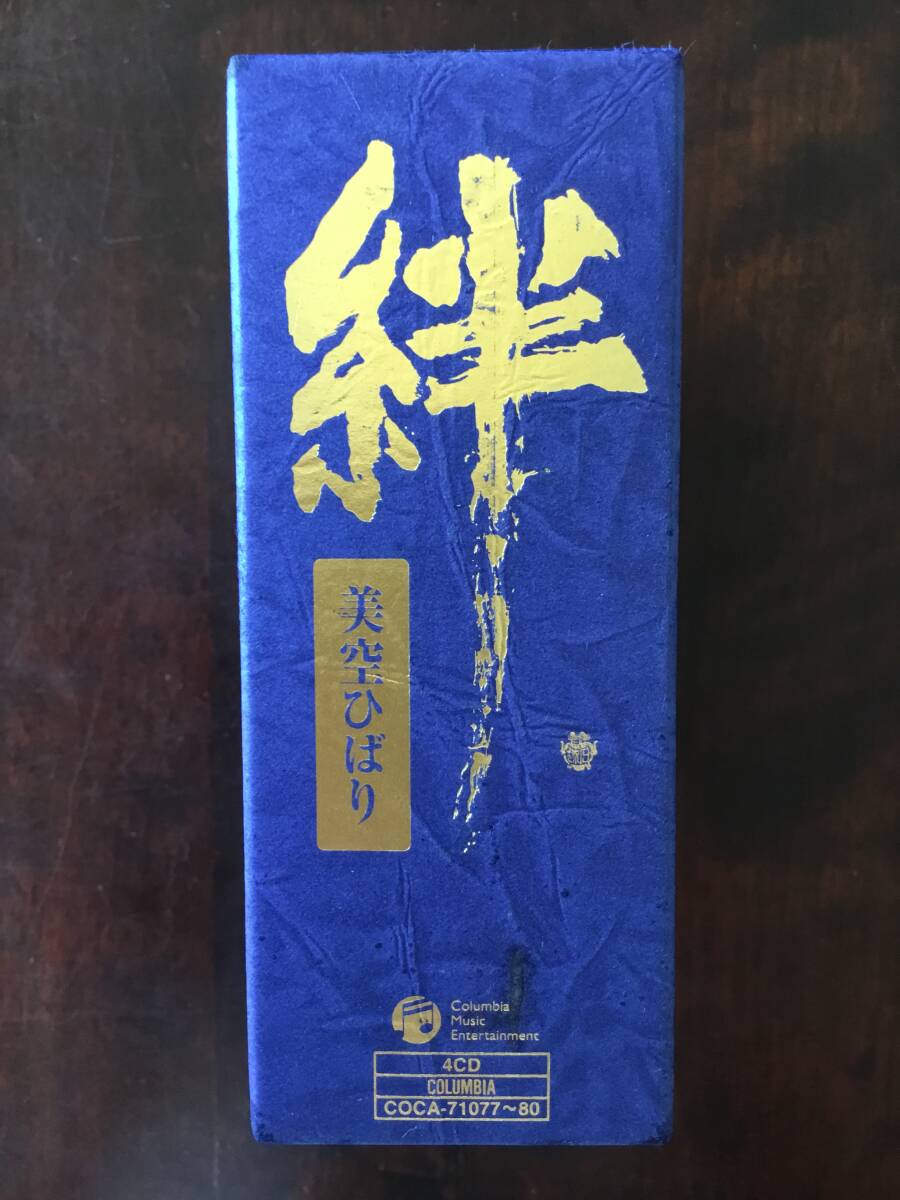 絆
美空ひばり
Columbia
Music
Entertainment
4CD
COLUMBIA
COCA-71077～80